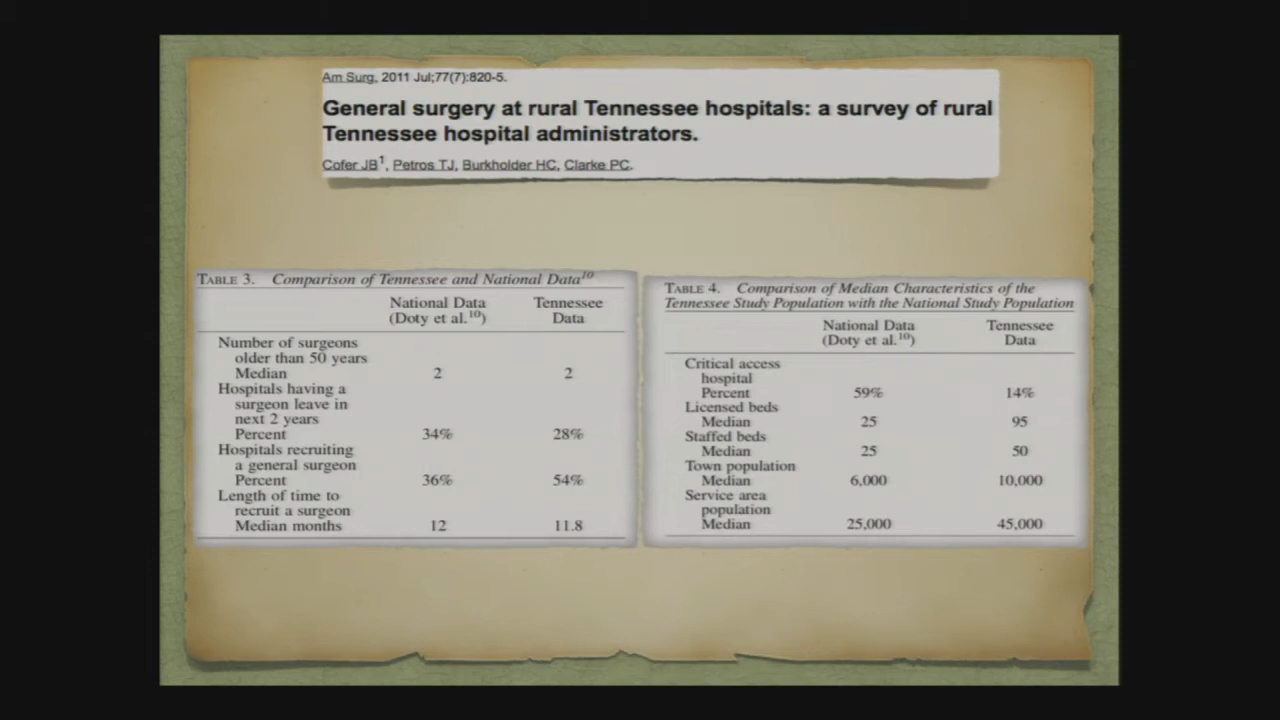 Am Surg. 2011 Jul;77(7):820-5.
General surgery at rural Tennessee hospitals: a survey of rural
Tennessee hospital administrators.
Cofer JB1, Petros TJ, Burkholder HC, Clarke PC.
TABLE 3. Comparison of Tennessee and National Data10
National Data Tennessee
(Doty et al.10) Data
Number of surgeons
older than 50 years
Median 2 2
Hospitals having a
surgeon leave in
next 2 years
Percent 34% 28%
Hospitals recruiting
a general surgeon
Percent 36% 54%
Length of time to
recruit a surgeon
Median months 12 11.8
TABLE 4. Comparison of Median Characteristics of the
Tennessee Study Population with the National Study Population
National Data Tennessee
(Doty et al.10) Data
Critical access
hospital
Percent 59% 14%
Licensed beds
Median 25 95
Staffed beds
Median 25 50
Town population
Median 6,000 10,000
Service area
population
Median 25,000 45,000